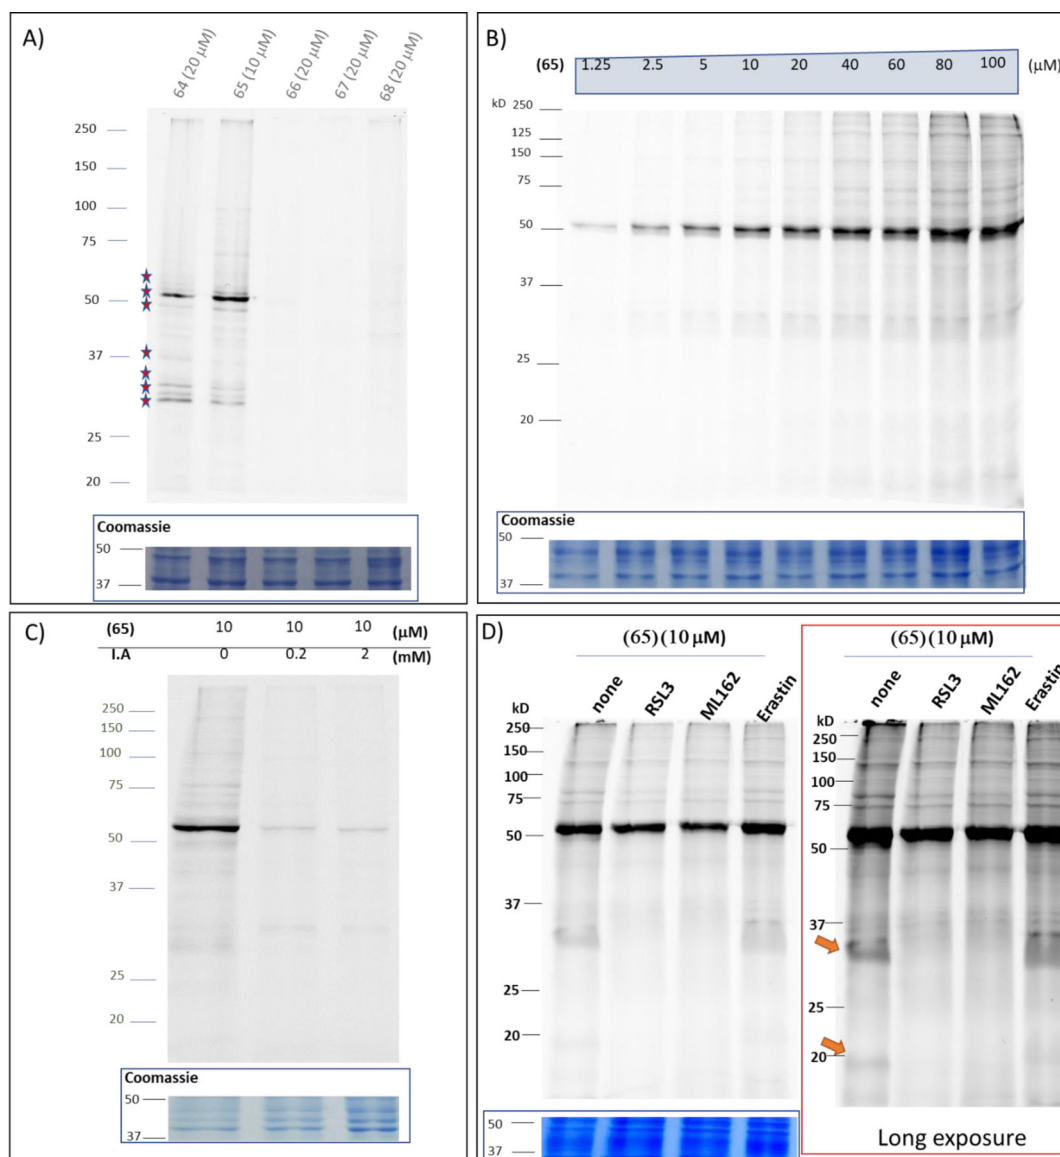 A)
64 (20 μM)
65 (10 μM)
66 (20 μM)
67 (20 μM)
68 (20 μM)
250
150
100
75
50
37
25
20
Coomassie
50
37
B)
(65) 1.25 2.5 5 10 20 40 60 80 100 (μM)
kD
250
125
150
75
50
37
25
20
Coomassie
50
37
C)
(65) 10 10 10 (μM)
I.A 0 0.2 2 (mM)
250
150
100
75
50
37
25
20
Coomassie
50
37
D)
(65) (10 μM)
none RSL3 ML162 Erastin
kD
250
150
100
75
50
37
25
20
50
37
(65) (10 μM)
none RSL3 ML162 Erastin
kD
250
150
100
75
50
37
25
20
Long exposure